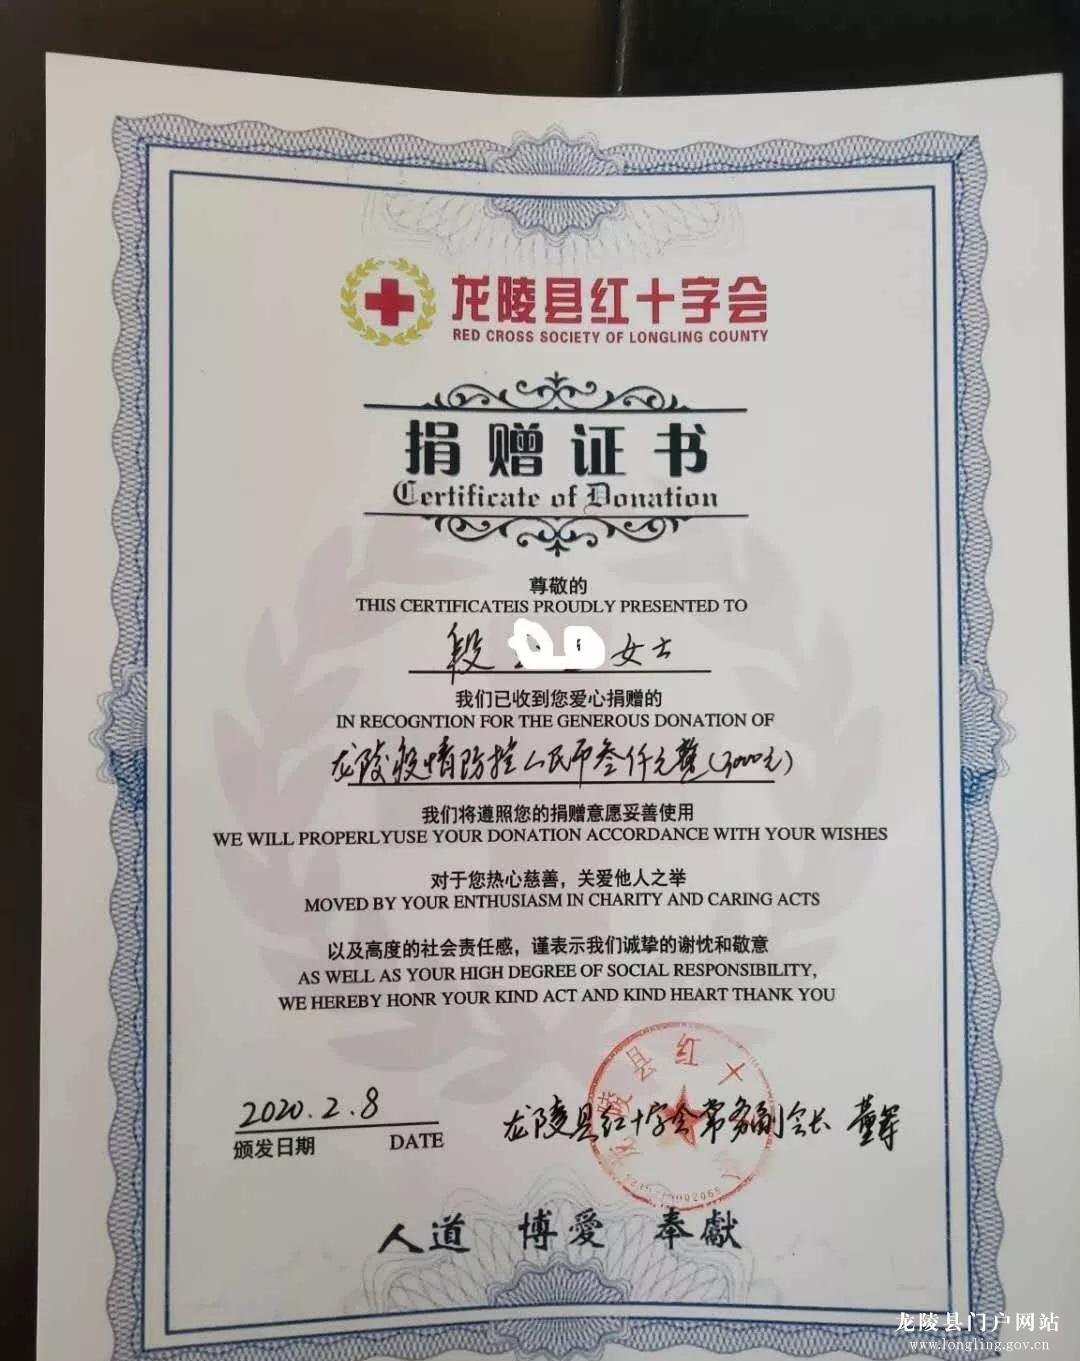 龙陵县红十字会
RED CROSS SOCIETY OF LONGLING COUNTY
捐赠证书
Certificate of Donation
尊敬的
THIS CERTIFICATEIS PROUDLY PRESENTED TO
段 女士
我们已收到您爱心捐赠的
IN RECOGNTION FOR THE GENEROUS DONATION OF
龙陵疫情防控人民币叁仟元整(3000元)
我们将遵照您的捐赠意愿妥善使用
WE WILL PROPERLYUSE YOUR DONATION ACCORDANCE WITH YOUR WISHES
对于您热心慈善，关爱他人之举
MOVED BY YOUR ENTHUSIASM IN CHARITY AND CARING ACTS
以及高度的社会责任感，谨表示我们诚挚的谢忱和敬意
AS WELL AS YOUR HIGH DEGREE OF SOCIAL RESPONSIBILITY,
WE HEREBY HONR YOUR KIND ACT AND KIND HEART THANK YOU
龙陵县红十字会
2020.2.8
颁发日期 DATE
龙陵县红十字会常务副会长 董军
人道 博愛 奉獻
龙陵县门户网站
www.longling.gov.cn